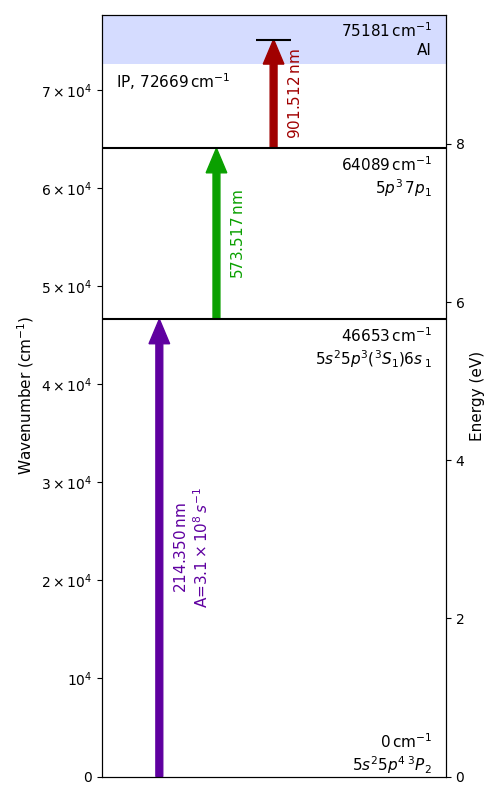 75181 cm⁻¹
AI
IP, 72669 cm⁻¹
901.512 nm
7 × 10⁴
8
64089 cm⁻¹
5p³ 7p₁
6 × 10⁴
573.517 nm
5 × 10⁴
6
46653 cm⁻¹
5s²5p³(³S₁)6s₁
4 × 10⁴
4
Wavenumber (cm⁻¹)
Energy (eV)
3 × 10⁴
214.350 nm
A=3.1 × 10⁸ s⁻¹
2 × 10⁴
2
10⁴
0 cm⁻¹
5s²5p⁴ ³P₂
0
0